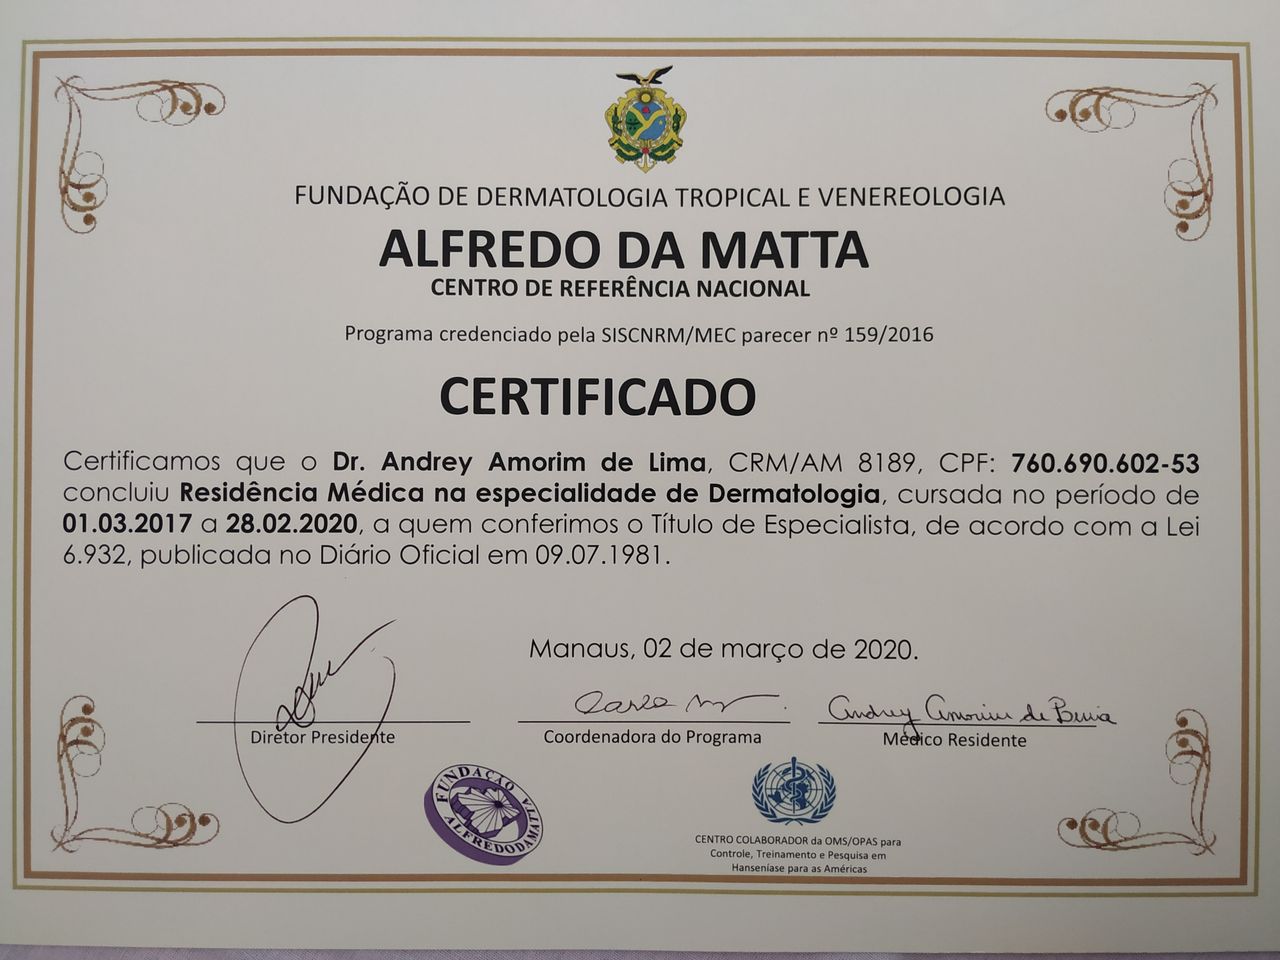 FUNDAÇÃO DE DERMATOLOGIA TROPICAL E VENEREOLOGIA
ALFREDO DA MATTA
CENTRO DE REFERÊNCIA NACIONAL
Programa credenciado pela SISCNRM/MEC parecer nº 159/2016
CERTIFICADO
Certificamos que o Dr. Andrey Amorim de Lima, CRM/AM 8189, CPF: 760.690.602-53
concluiu Residência Médica na especialidade de Dermatologia, cursada no período de
01.03.2017 a 28.02.2020, a quem conferimos o Título de Especialista, de acordo com a Lei
6.932, publicada no Diário Oficial em 09.07.1981.
Manaus, 02 de março de 2020.
Andrey Amorim de
Diretor Presidente
Coordenadora do Programa
Médico Residente
FUNDAÇÃO
ALFREDO DA MATTA
CENTRO COLABORADOR da OMS/OPAS para
Controle, Treinamento e Pesquisa em
Hanseníase para as Américas